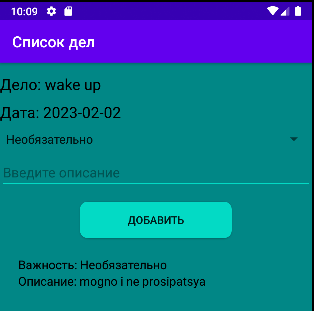 10:09
Список дел
Дело: wake up
Дата: 2023-02-02
Необязательно
Введите описание
ДОБАВИТЬ
Важность: Необязательно
Описание: mogno i ne prosipatsya